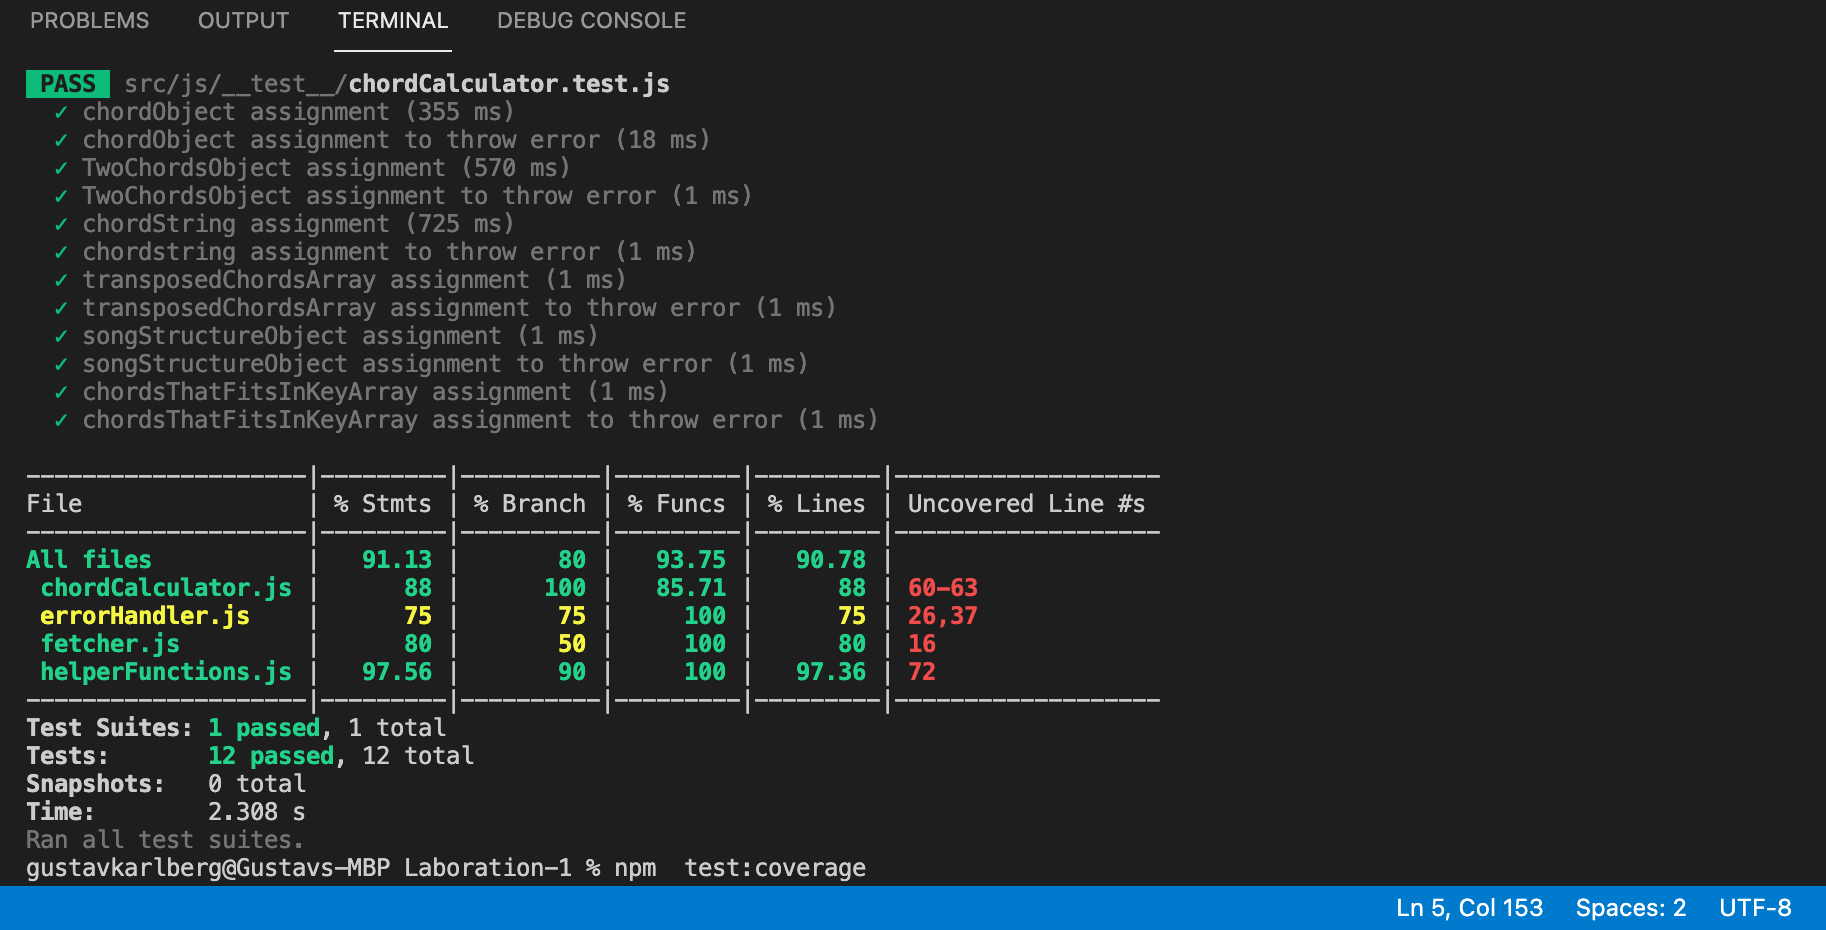 PROBLEMS OUTPUT TERMINAL DEBUG CONSOLE
PASS src/js/__test__/chordCalculator.test.js
✓ chordObject assignment (355 ms)
✓ chordObject assignment to throw error (18 ms)
✓ TwoChordsObject assignment (570 ms)
✓ TwoChordsObject assignment to throw error (1 ms)
✓ chordString assignment (725 ms)
✓ chordstring assignment to throw error (1 ms)
✓ transposedChordsArray assignment (1 ms)
✓ transposedChordsArray assignment to throw error (1 ms)
✓ songStructureObject assignment (1 ms)
✓ songStructureObject assignment to throw error (1 ms)
✓ chordsThatFitsInKeyArray assignment (1 ms)
✓ chordsThatFitsInKeyArray assignment to throw error (1 ms)
--------------------|---------|----------|---------|---------|-------------------
File | % Stmts | % Branch | % Funcs | % Lines | Uncovered Line #s
--------------------|---------|----------|---------|---------|-------------------
All files | 91.13 | 80 | 93.75 | 90.78 |
chordCalculator.js | 88 | 100 | 85.71 | 88 | 60-63
errorHandler.js | 75 | 75 | 100 | 75 | 26,37
fetcher.js | 80 | 50 | 100 | 80 | 16
helperFunctions.js | 97.56 | 90 | 100 | 97.36 | 72
--------------------|---------|----------|---------|---------|-------------------
Test Suites: 1 passed, 1 total
Tests: 12 passed, 12 total
Snapshots: 0 total
Time: 2.308 s
Ran all test suites.
gustavkarlberg@Gustavs-MBP Laboration-1 % npm  test:coverage
Ln 5, Col 153 Spaces: 2 UTF-8